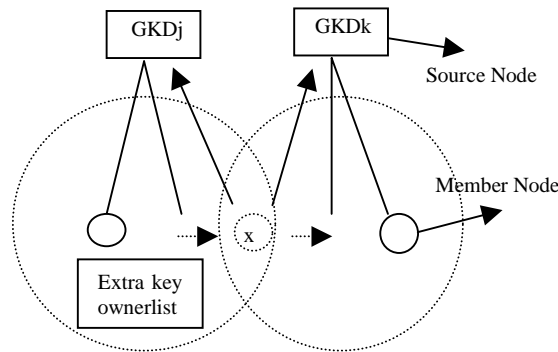 GKDj
GKDk
Source Node
Member Node
x
Extra key
ownerlist